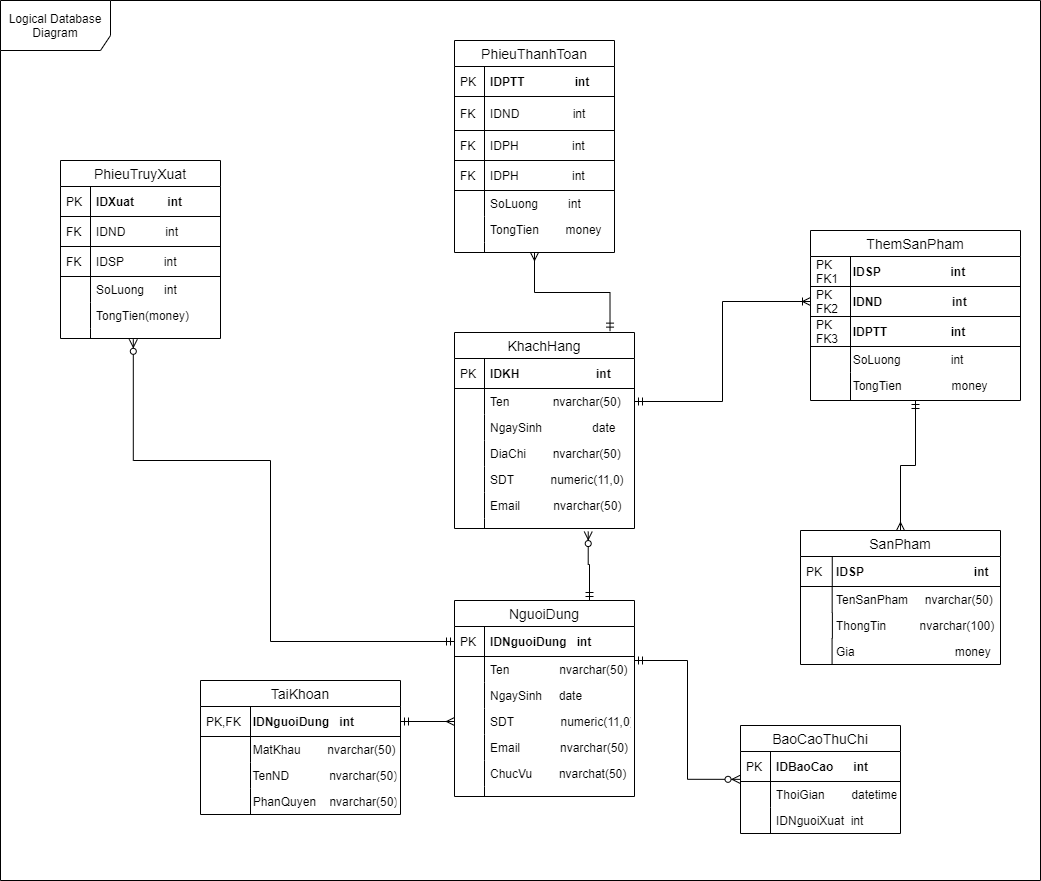 Logical Database
Diagram
PhieuThanhToan
PK IDPTT int
FK IDND int
FK IDPH int
FK IDPH int
SoLuong int
TongTien money
PhieuTruyXuat
PK IDXuat int
FK IDND int
FK IDSP int
SoLuong int
TongTien(money)
ThemSanPham
PK
FK1 IDSP int
PK
FK2 IDND int
PK
FK3 IDPTT int
SoLuong int
TongTien money
KhachHang
PK IDKH int
Ten nvarchar(50)
NgaySinh date
DiaChi nvarchar(50)
SDT numeric(11,0)
Email nvarchar(50)
SanPham
PK IDSP int
TenSanPham nvarchar(50)
ThongTin nvarchar(100)
Gia money
NguoiDung
PK IDNguoiDung int
Ten nvarchar(50)
NgaySinh date
SDT numeric(11,0
Email nvarchar(50)
ChucVu nvarchat(50)
TaiKhoan
PK,FK IDNguoiDung int
MatKhau nvarchar(50)
TenND nvarchar(50)
PhanQuyen nvarchar(50)
BaoCaoThuChi
PK IDBaoCao int
ThoiGian datetime
IDNguoiXuat int